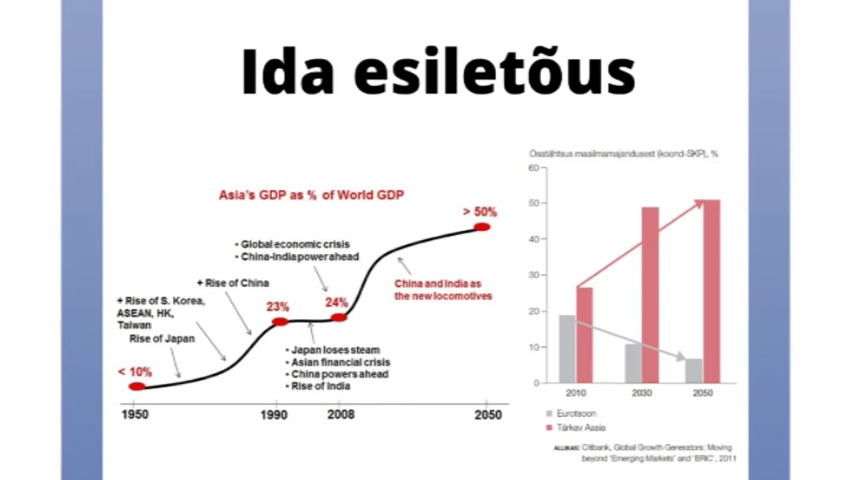 Ida esiletõus
Asia's GDP as % of World GDP
> 50%
• Global economic crisis
• China-India power ahead
+ Rise of China
China and India as
the new locomotives
+ Rise of S. Korea,
ASEAN, HK,
Taiwan
Rise of Japan
23%
24%
• Japan loses steam
• Asian financial crisis
• China powers ahead
• Rise of India
< 10%
1950
1990
2008
2050
Osatähtsus maailmamajandusest (koond-SKP), %
60
50
40
30
20
10
0
2010
2030
2050
Eurotsoon
Tärkav Aasia
ALLIKAS: Citibank, Global Growth Generators: Moving
beyond 'Emerging Markets' and 'BRIC', 2011